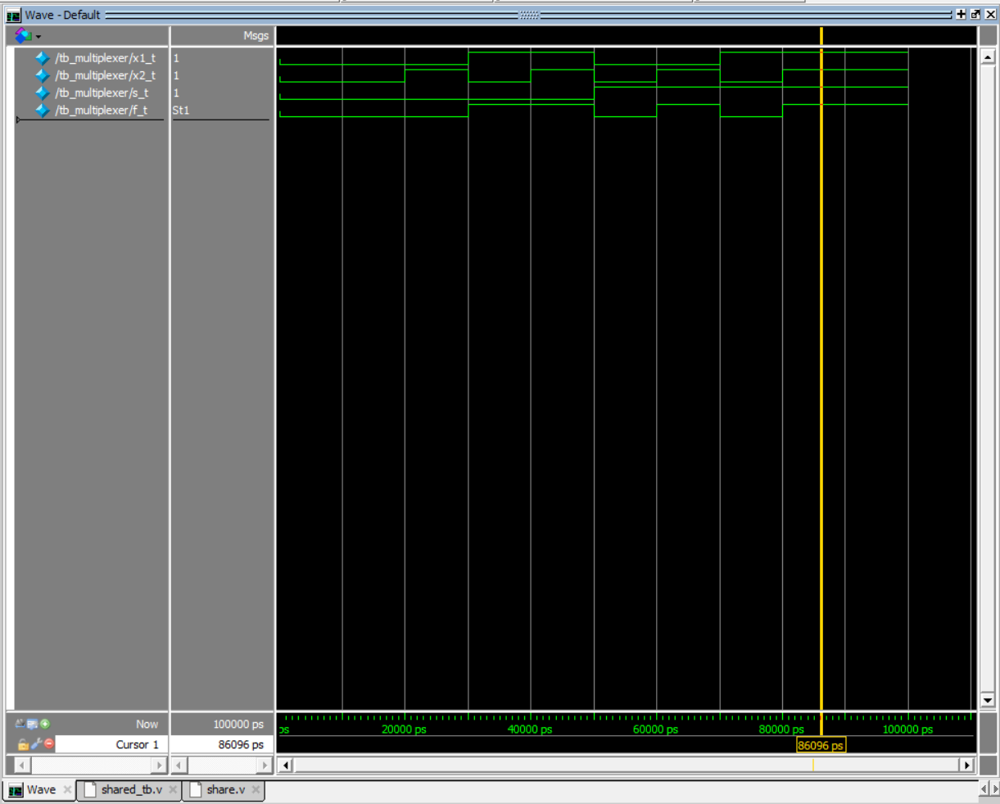 Wave - Default
Msgs
/tb_multiplexer/x1_t 1
/tb_multiplexer/x2_t 1
/tb_multiplexer/s_t 1
/tb_multiplexer/f_t St1
Now 100000 ps
ps 20000 ps 40000 ps 60000 ps 80000 ps 100000 ps
Cursor 1 86096 ps
86096 ps
Wave shared_tb.v share.v